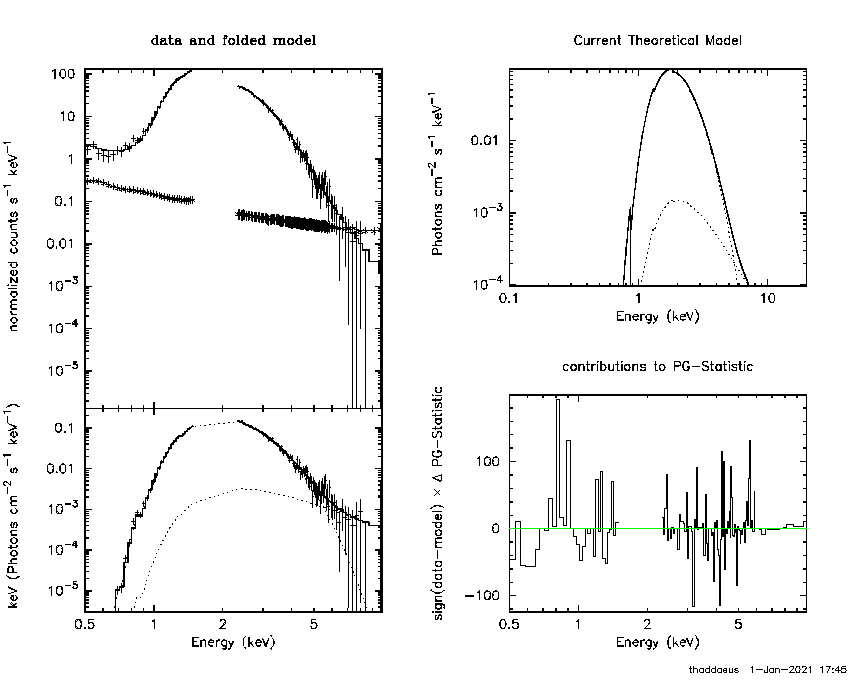 data and folded model
100
10
1
0.1
0.01
10⁻³
10⁻⁴
10⁻⁵
normalized counts s⁻¹ keV⁻¹
0.1
0.01
10⁻³
10⁻⁴
10⁻⁵
keV (Photons cm⁻² s⁻¹ keV⁻¹)
0.5 1 2 5
Energy (keV)
Current Theoretical Model
0.01
10⁻³
10⁻⁴
Photons cm⁻² s⁻¹ keV⁻¹
0.1 1 10
Energy (keV)
contributions to PG-Statistic
100
0
-100
sign(data-model) × Δ PG-Statistic
0.5 1 2 5
Energy (keV)
thaddaeus 1-Jan-2021 17:45